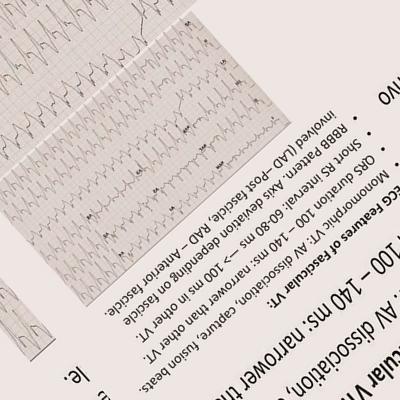 ECG Features of Fascicular VT:
Monomorphic VT: AV dissociation, capture, fusion beats.
• QRS duration 100 – 140 ms: narrower than other VT.
• Short RS interval: 60-80 ms --> 100 ms in other VT.
• RBBB Pattern. Axis deviation depending on fascicle
involved (LAD–Post fascicle, RAD–Anterior fascicle.
cular V
: AV dissociation,
100 – 140 ms: narrower th
le.